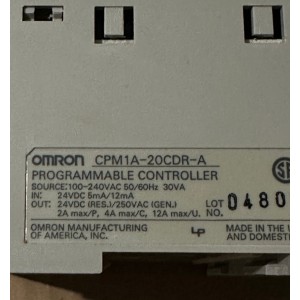 OMRON CPM1A-20CDR-A
PROGRAMMABLE CONTROLLER
SOURCE:100-240VAC 50/60Hz 30VA
IN: 24VDC 5mA/12mA
OUT: 24VDC (RES.)/250VAC (GEN.)
2A max/P, 4A max/C, 12A max/U.
LOT NO. 0480
OMRON MANUFACTURING
OF AMERICA, INC.
LP
MADE IN THE U
AND DOMEST